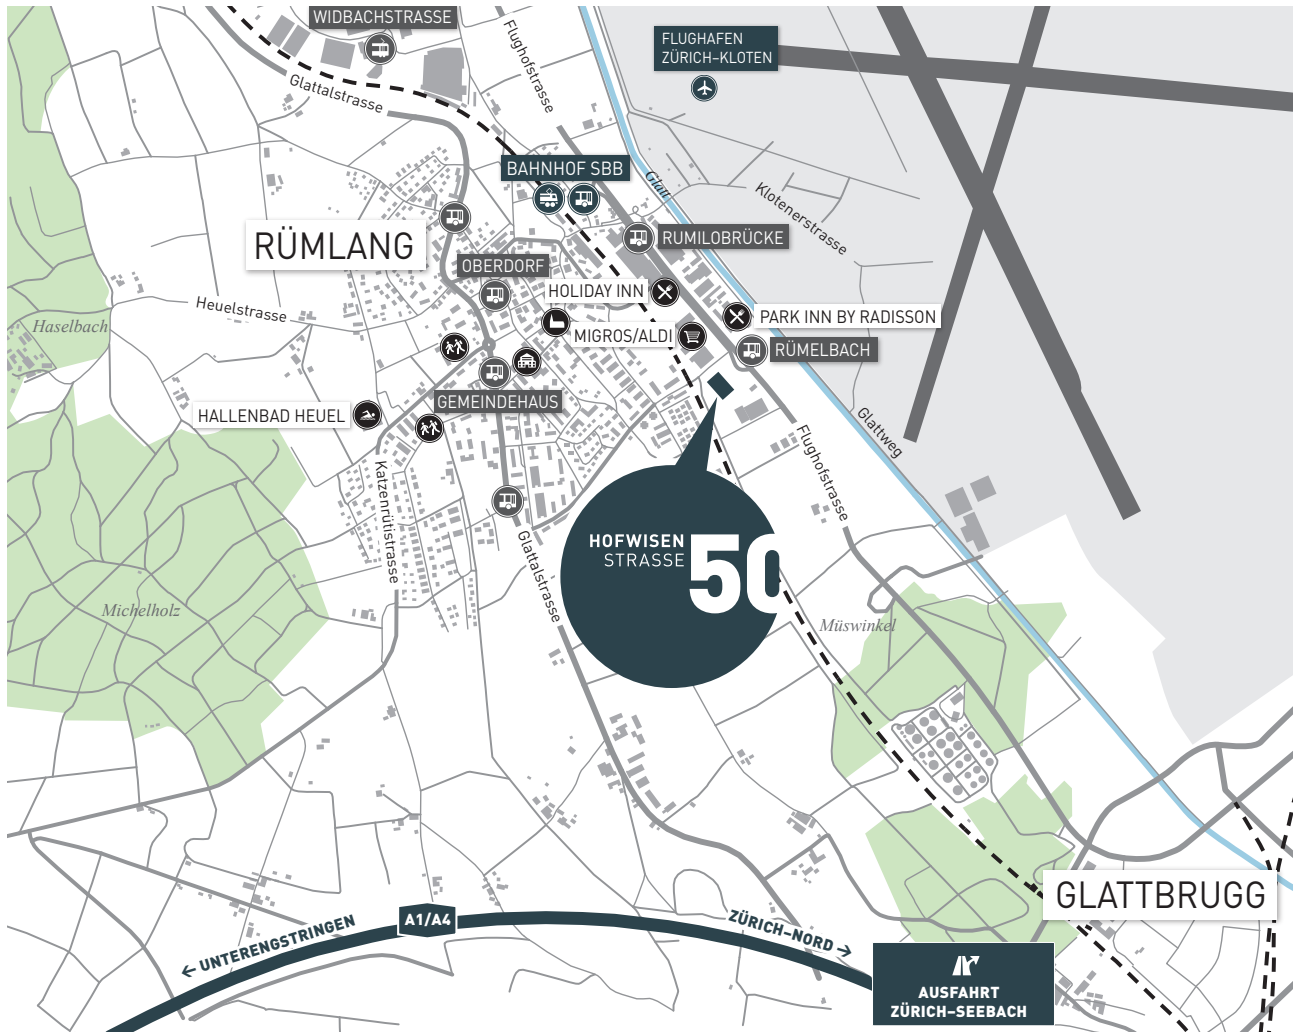 WIDBACHSTRASSE
Flughofstrasse
FLUGHAFEN
ZÜRICH–KLOTEN
Glattalstrasse
BAHNHOF SBB
Glatt
Klotenerstrasse
RÜMLANG
RUMILOBRÜCKE
OBERDORF
HOLIDAY INN
Heuelstrasse
PARK INN BY RADISSON
Haselbach
MIGROS/ALDI
RÜMELBACH
GEMEINDEHAUS
HALLENBAD HEUEL
Glattweg
Flughofstrasse
Katzenrütistrasse
Glattalstrasse
HOFWISEN
STRASSE
50
Michelholz
Müswinkel
GLATTBRUGG
A1/A4
← UNTERENGSTRINGEN
ZÜRICH–NORD →
AUSFAHRT
ZÜRICH–SEEBACH